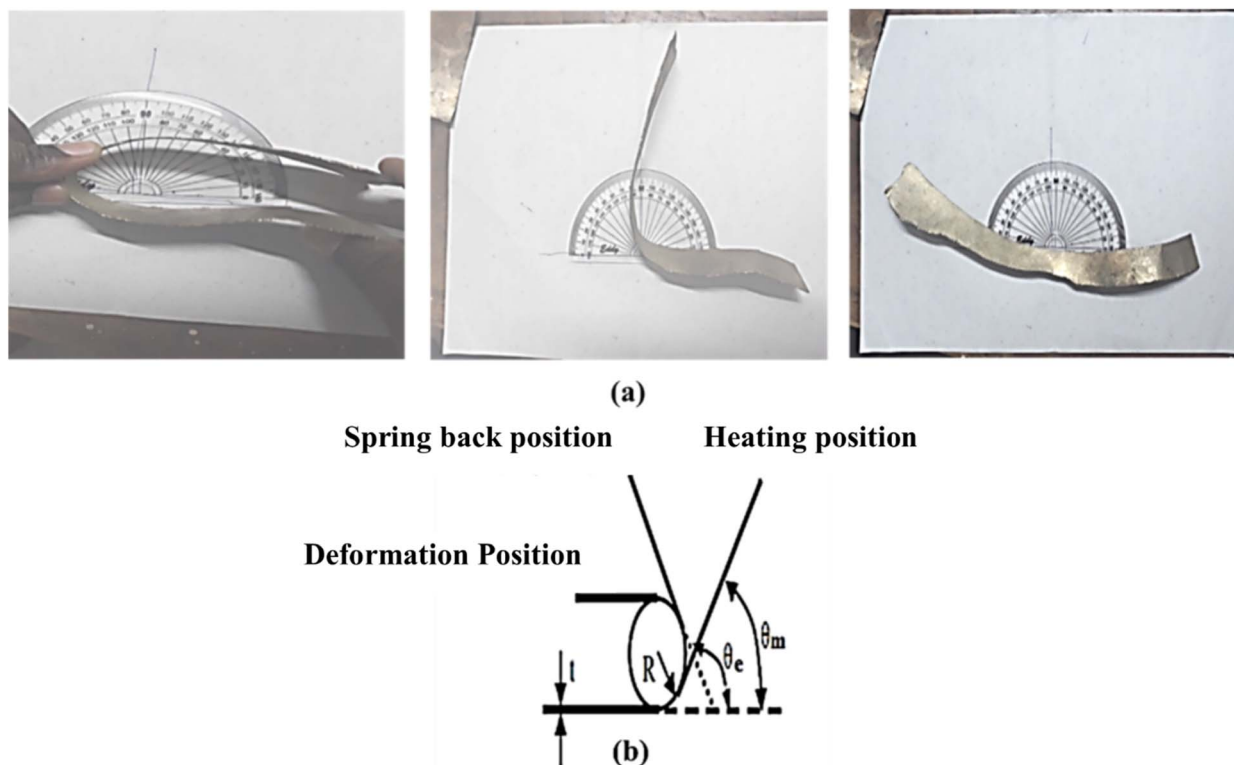 (a)
Spring back position
Heating position
Deformation Position
t
R
θe
θm
(b)